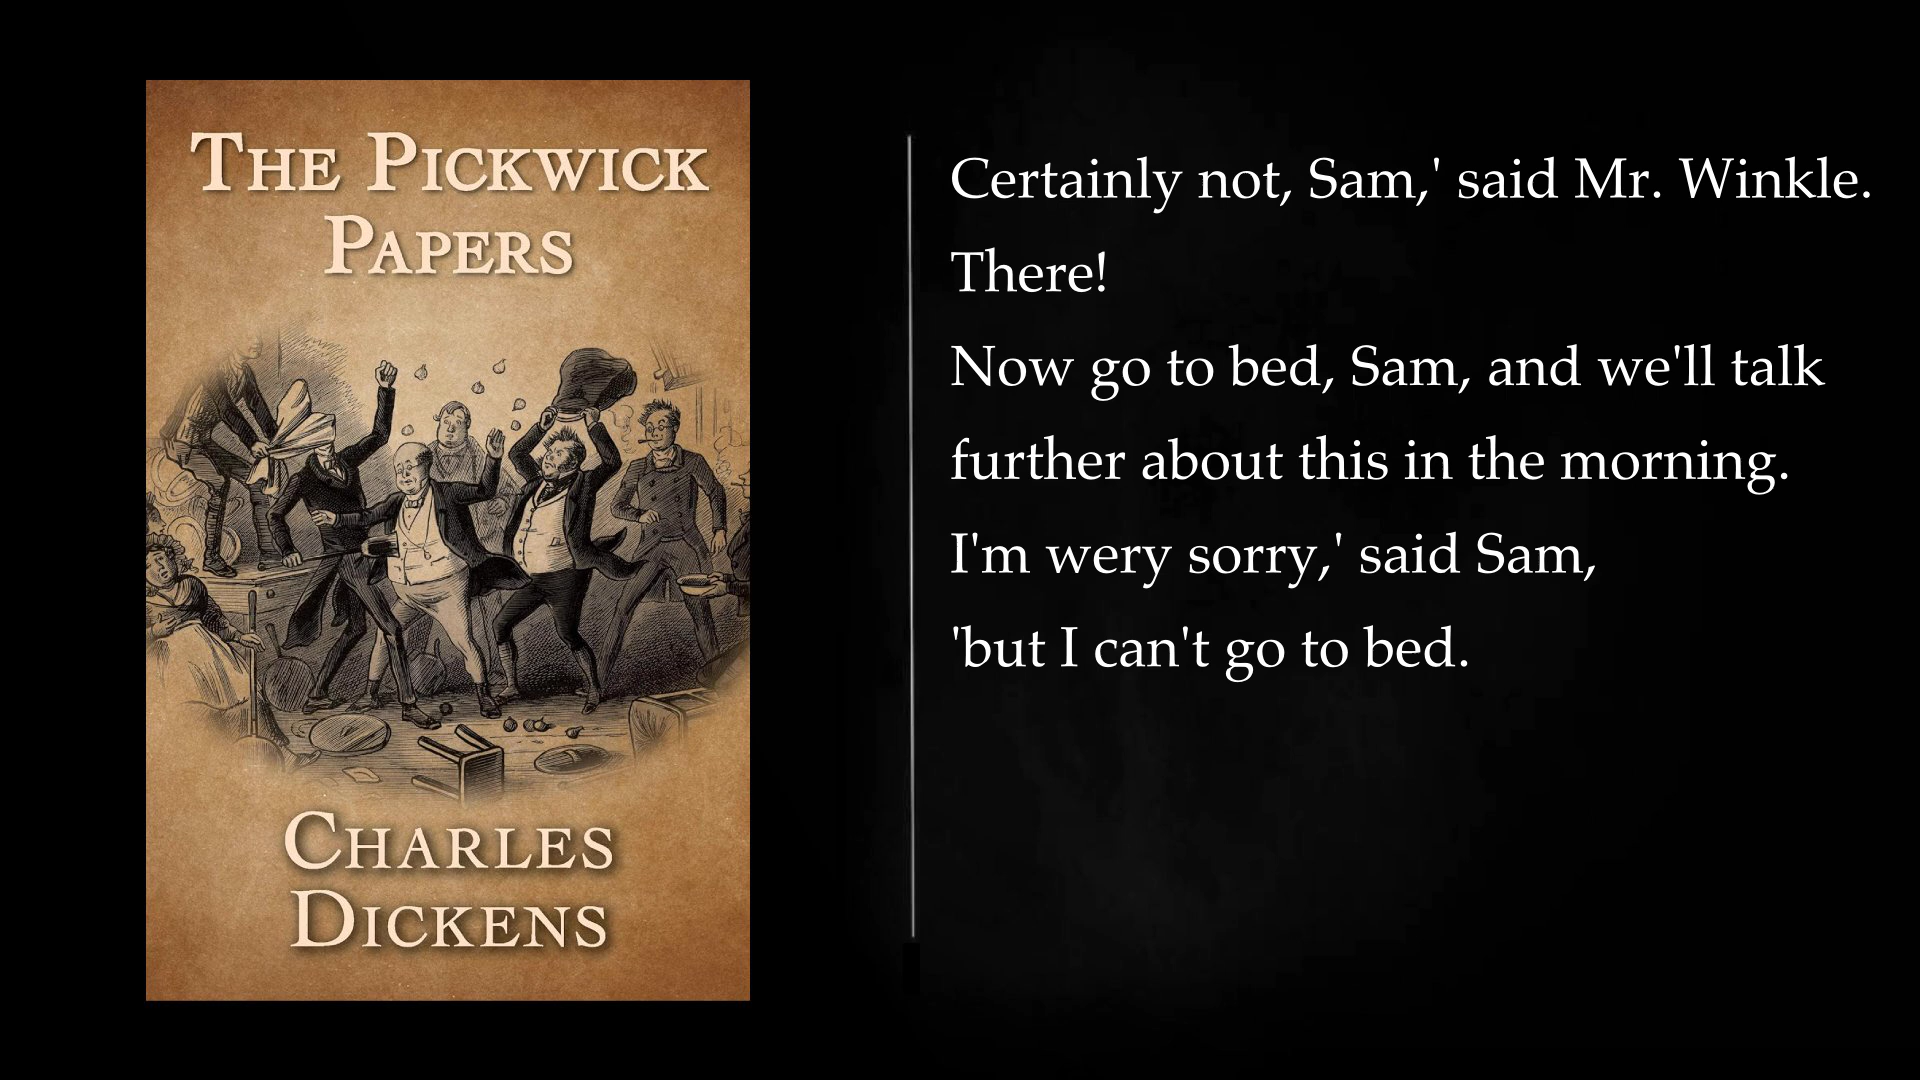 THE PICKWICK
PAPERS
CHARLES
DICKENS
Certainly not, Sam,' said Mr. Winkle.
There!
Now go to bed, Sam, and we'll talk
further about this in the morning.
I'm wery sorry,' said Sam,
'but I can't go to bed.